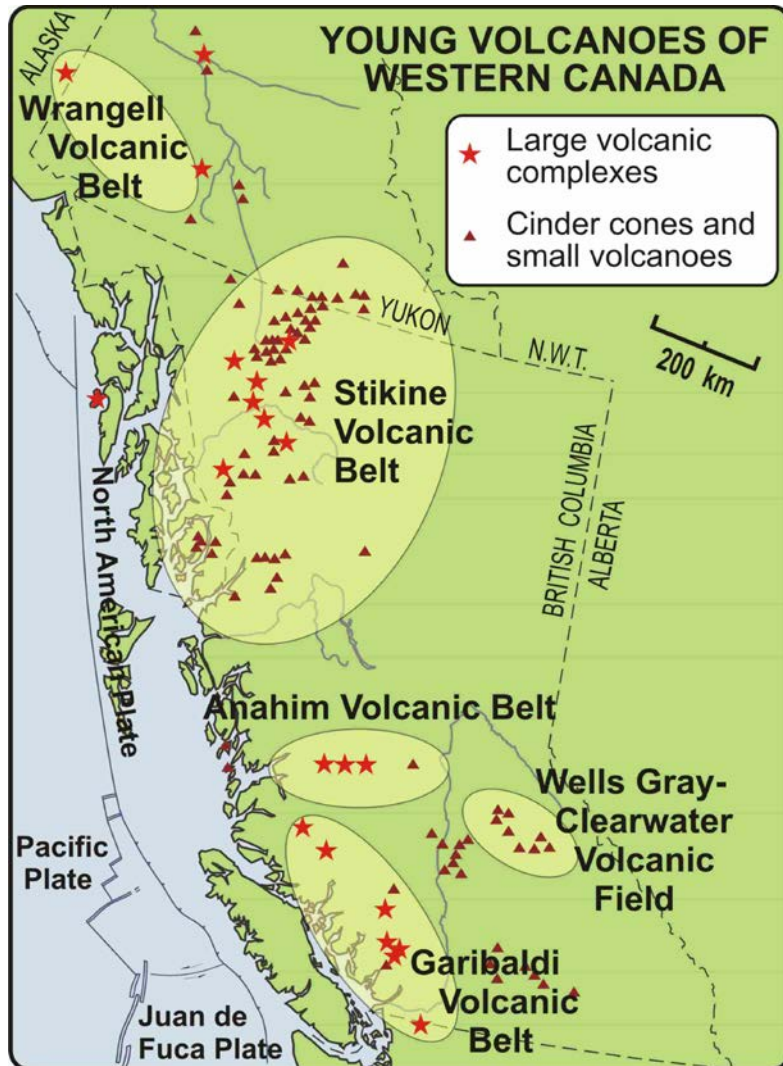 YOUNG VOLCANOES OF
WESTERN CANADA
ALASKA
Wrangell
Volcanic
Belt
Large volcanic
complexes
Cinder cones and
small volcanoes
YUKON
N.W.T.
200 km
Stikine
Volcanic
Belt
BRITISH COLUMBIA
ALBERTA
North American Plate
Anahim Volcanic Belt
Wells Gray-
Clearwater
Volcanic
Field
Pacific
Plate
Garibaldi
Volcanic
Belt
Juan de
Fuca Plate